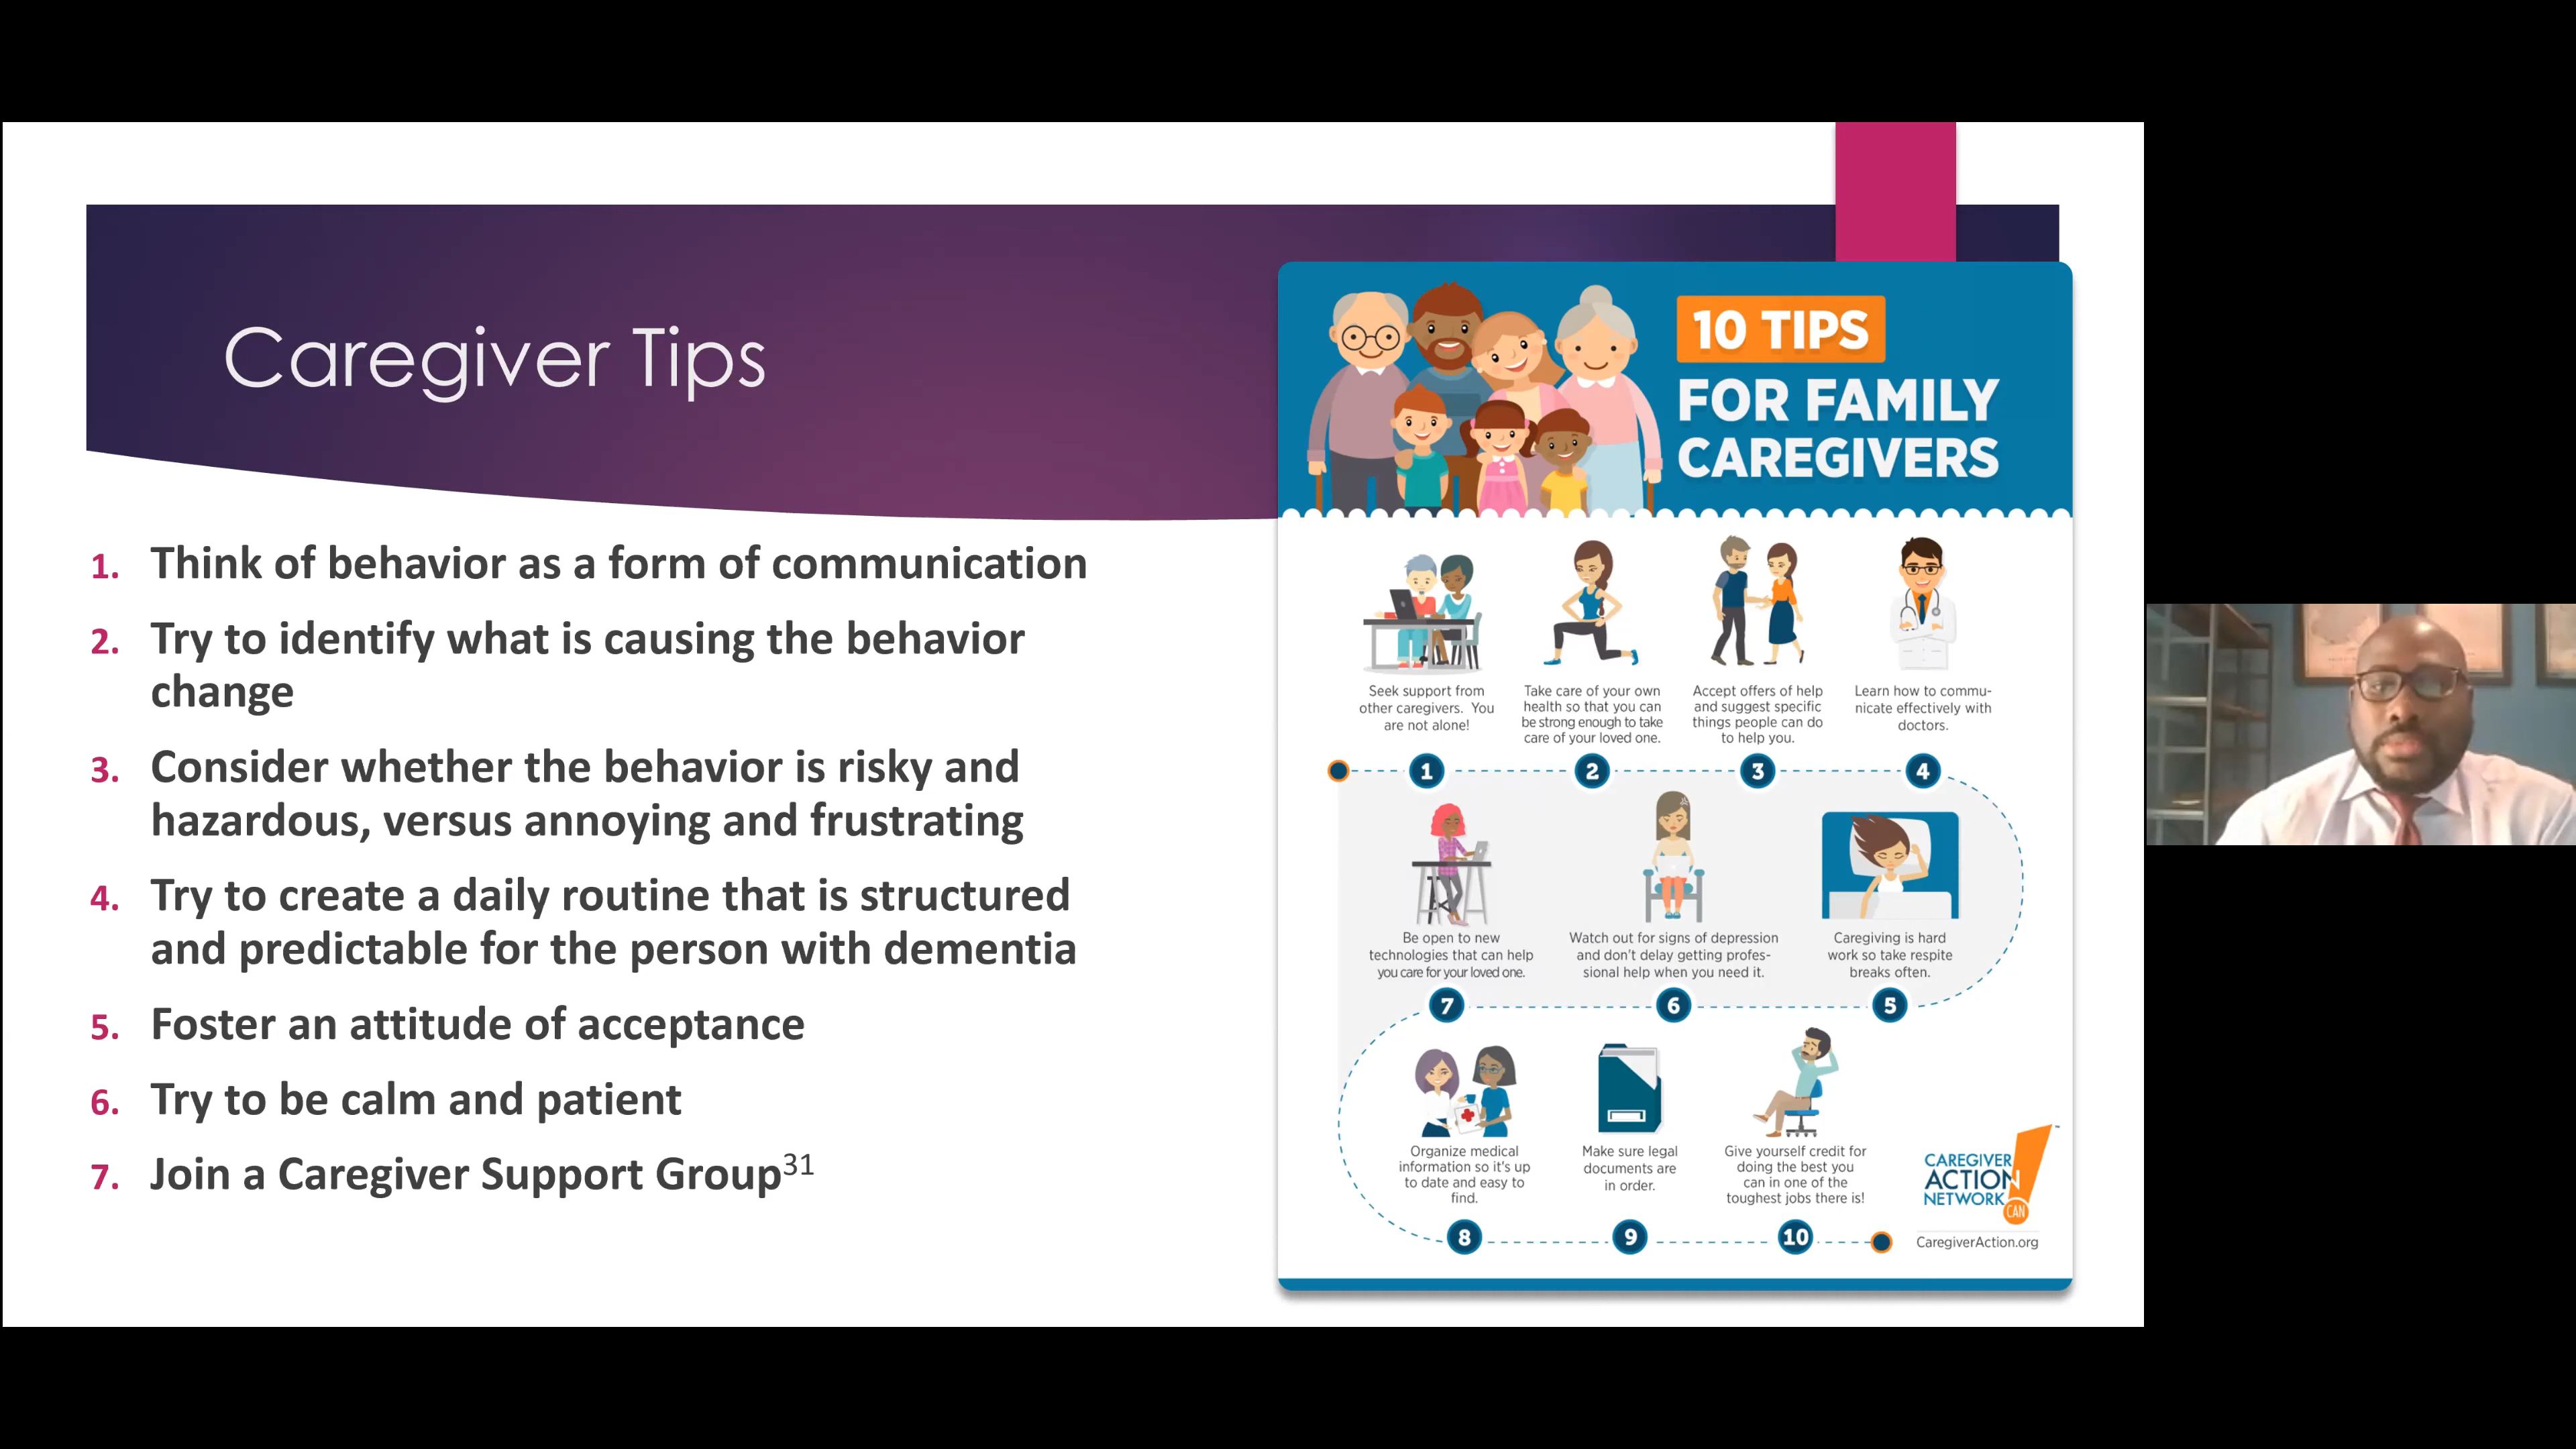 Caregiver Tips
1. Think of behavior as a form of communication
2. Try to identify what is causing the behavior
change
3. Consider whether the behavior is risky and
hazardous, versus annoying and frustrating
4. Try to create a daily routine that is structured
and predictable for the person with dementia
5. Foster an attitude of acceptance
6. Try to be calm and patient
7. Join a Caregiver Support Group31
10 TIPS
FOR FAMILY
CAREGIVERS
Seek support from
other caregivers. You
are not alone!
1
Take care of your own
health so that you can
be strong enough to take
care of your loved one.
2
Accept offers of help
and suggest specific
things people can do
to help you.
3
Learn how to commu-
nicate effectively with
doctors.
4
Caregiving is hard
work so take respite
breaks often.
5
Watch out for signs of depression
and don't delay getting profes-
sional help when you need it.
6
Be open to new
technologies that can help
you care for your loved one.
7
Organize medical
information so it's up
to date and easy to
find.
8
Make sure legal
documents are
in order.
9
Give yourself credit for
doing the best you
can in one of the
toughest jobs there is!
10
CAREGIVER
ACTION
NETWORK
CAN
CaregiverAction.org